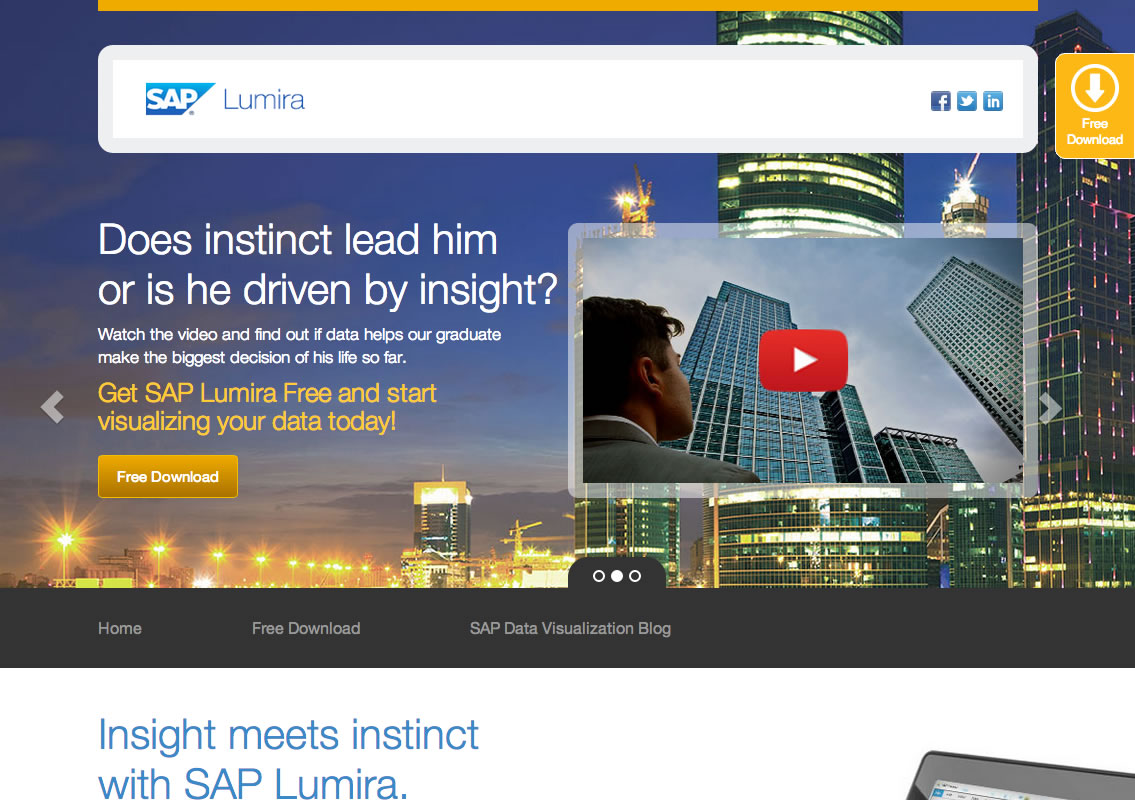 SAP Lumira
Free
Download
Does instinct lead him
or is he driven by insight?
Watch the video and find out if data helps our graduate
make the biggest decision of his life so far.
Get SAP Lumira Free and start
visualizing your data today!
Free Download
Home
Free Download
SAP Data Visualization Blog
Insight meets instinct
with SAP Lumira.